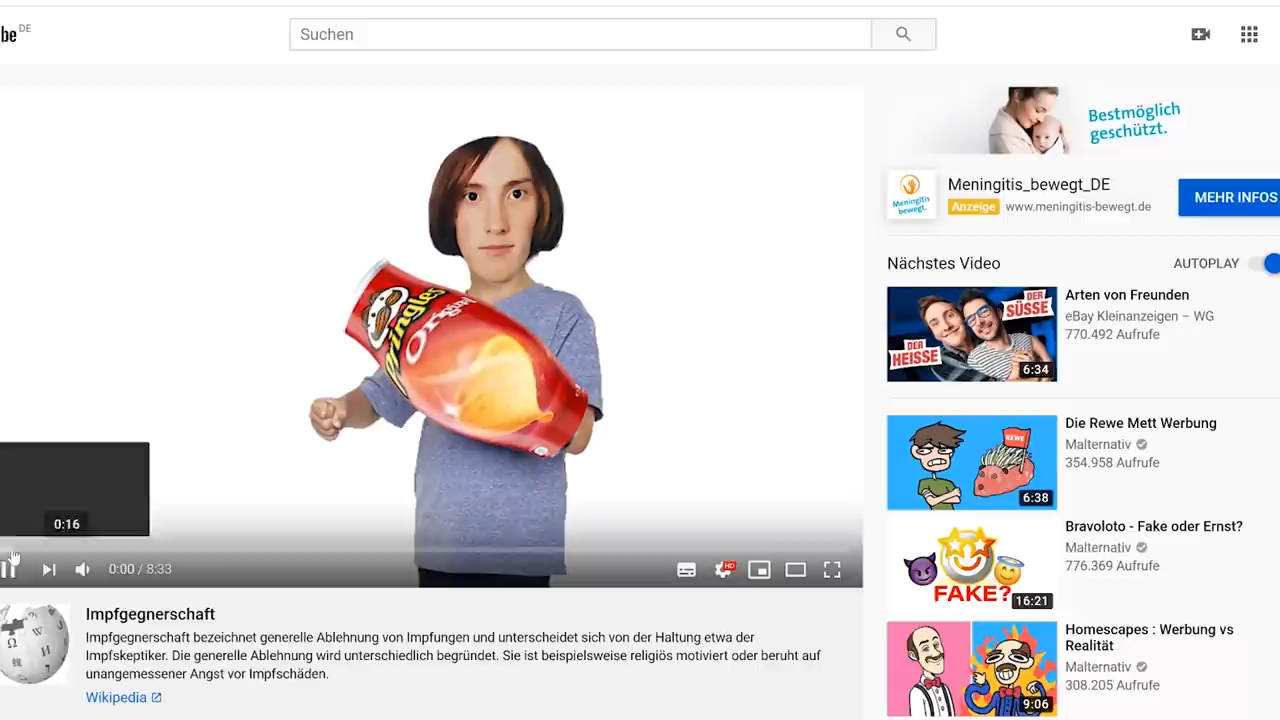 be DE
Suchen
Bestmöglich
geschützt.
Meningitis
bewegt.
Meningitis_bewegt_DE
Anzeige www.meningitis-bewegt.de
MEHR INFOS
Nächstes Video
AUTOPLAY
Pringles
Original
DER
SÜSSE
DER
HEISSE
6:34
Arten von Freunden
eBay Kleinanzeigen – WG
770.492 Aufrufe
REWE
6:38
Die Rewe Mett Werbung
Malternativ
354.958 Aufrufe
FAKE?
16:21
Bravoloto - Fake oder Ernst?
Malternativ
776.369 Aufrufe
9:06
Homescapes : Werbung vs
Realität
Malternativ
308.205 Aufrufe
0:16
0:00 / 8:33
HD
Impfgegnerschaft
Impfgegnerschaft bezeichnet generelle Ablehnung von Impfungen und unterscheidet sich von der Haltung etwa der
Impfskeptiker. Die generelle Ablehnung wird unterschiedlich begründet. Sie ist beispielsweise religiös motiviert oder beruht auf
unangemessener Angst vor Impfschäden.
Wikipedia